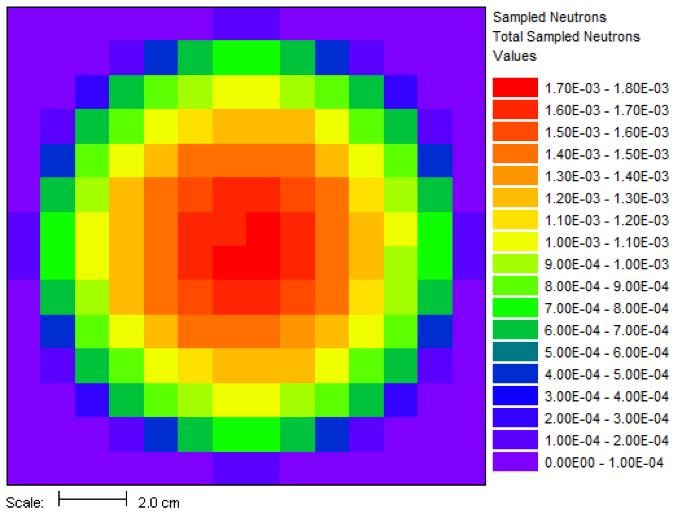 Sampled Neutrons
Total Sampled Neutrons
Values
1.70E-03 - 1.80E-03
1.60E-03 - 1.70E-03
1.50E-03 - 1.60E-03
1.40E-03 - 1.50E-03
1.30E-03 - 1.40E-03
1.20E-03 - 1.30E-03
1.10E-03 - 1.20E-03
1.00E-03 - 1.10E-03
9.00E-04 - 1.00E-03
8.00E-04 - 9.00E-04
7.00E-04 - 8.00E-04
6.00E-04 - 7.00E-04
5.00E-04 - 6.00E-04
4.00E-04 - 5.00E-04
3.00E-04 - 4.00E-04
2.00E-04 - 3.00E-04
1.00E-04 - 2.00E-04
0.00E00 - 1.00E-04
Scale: 2.0 cm